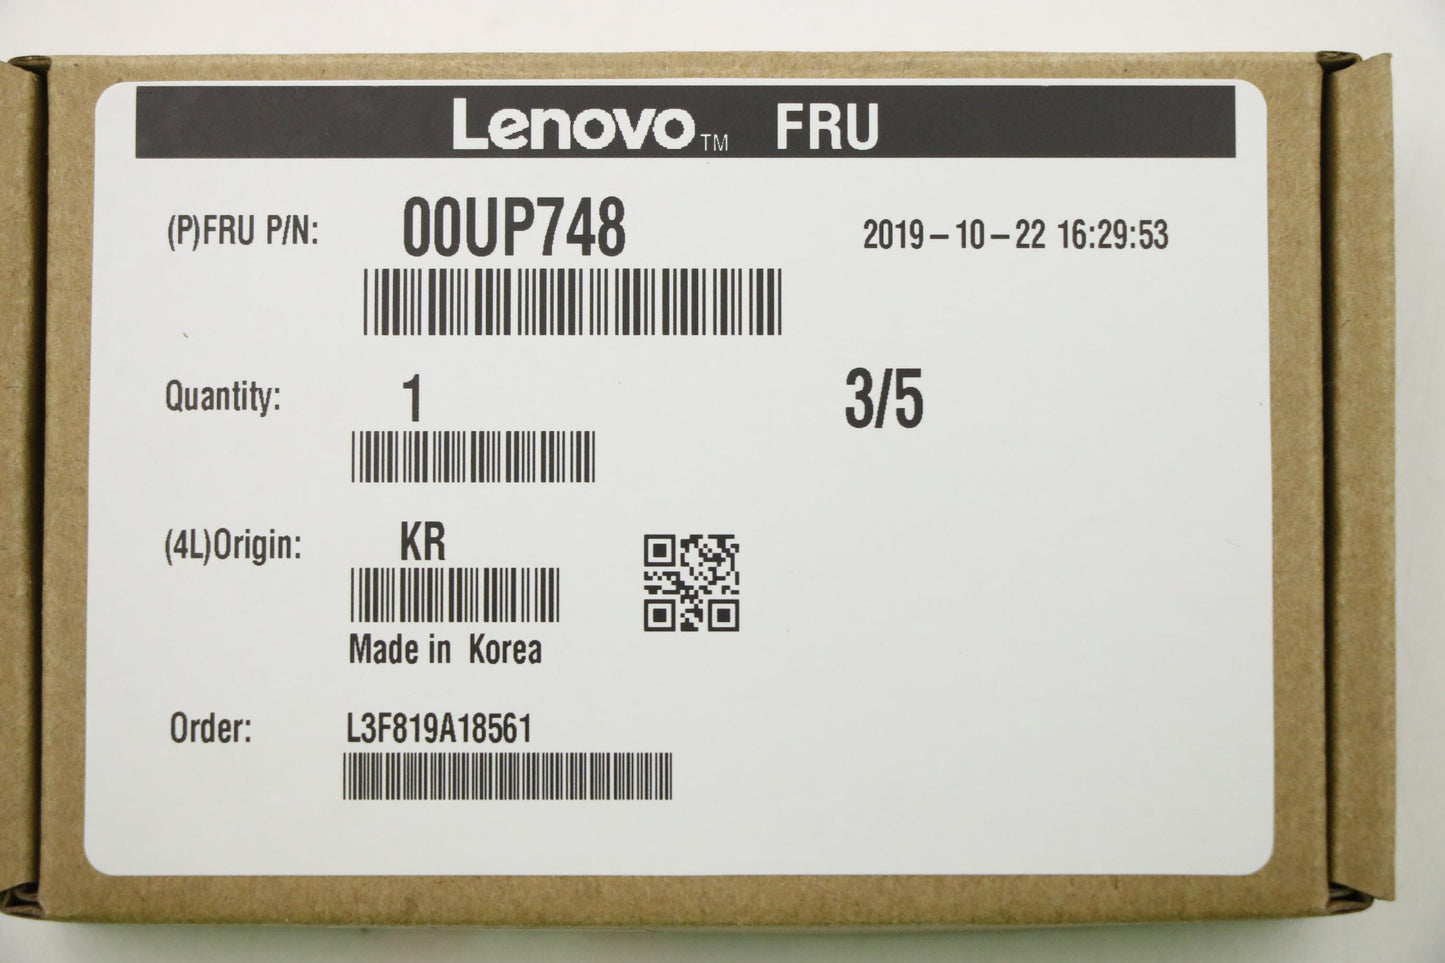 Lenovo™ FRU
(P)FRU P/N: 00UP748 2019-10-22 16:29:53
Quantity: 1 3/5
(4L)Origin: KR
Made in Korea
Order: L3F819A18561